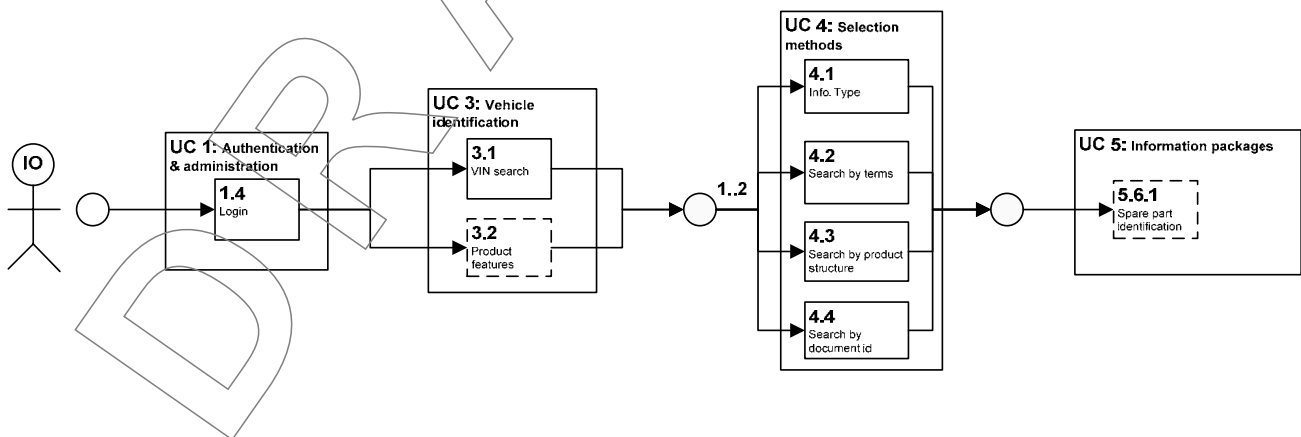 IO
UC 1: Authentication
& administration
1.4
Login
UC 3: Vehicle
identification
3.1
VIN search
3.2
Product
features
1..2
UC 4: Selection
methods
4.1
Info. Type
4.2
Search by terms
4.3
Search by product
structure
4.4
Search by
document id
UC 5: Information packages
5.6.1
Spare part
identification
D R A